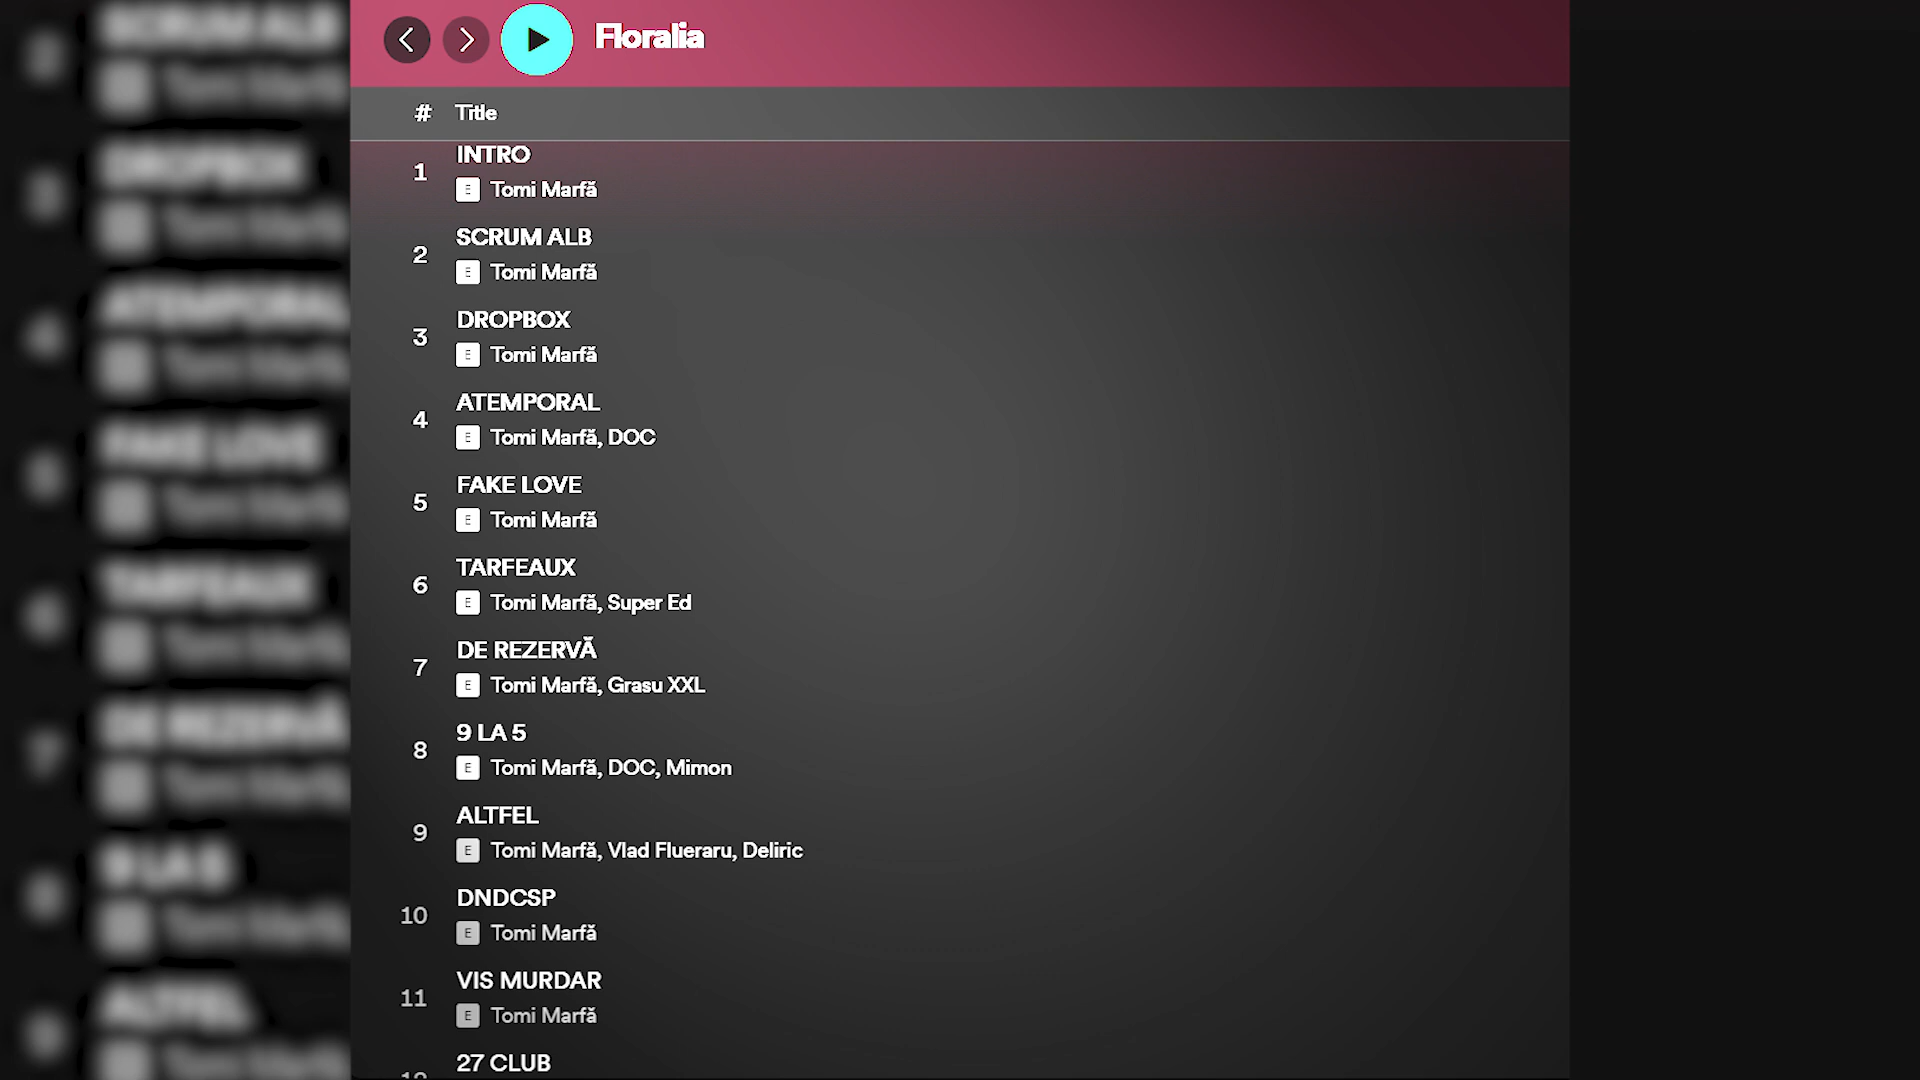 Floralia
# Title
1 INTRO
E Tomi Marfă
2 SCRUM ALB
E Tomi Marfă
3 DROPBOX
E Tomi Marfă
4 ATEMPORAL
E Tomi Marfă, DOC
5 FAKE LOVE
E Tomi Marfă
6 TARFEAUX
E Tomi Marfă, Super Ed
7 DE REZERVĂ
E Tomi Marfă, Grasu XXL
8 9 LA 5
E Tomi Marfă, DOC, Mimon
9 ALTFEL
E Tomi Marfă, Vlad Flueraru, Deliric
10 DNDCSP
E Tomi Marfă
11 VIS MURDAR
E Tomi Marfă
27 CLUB